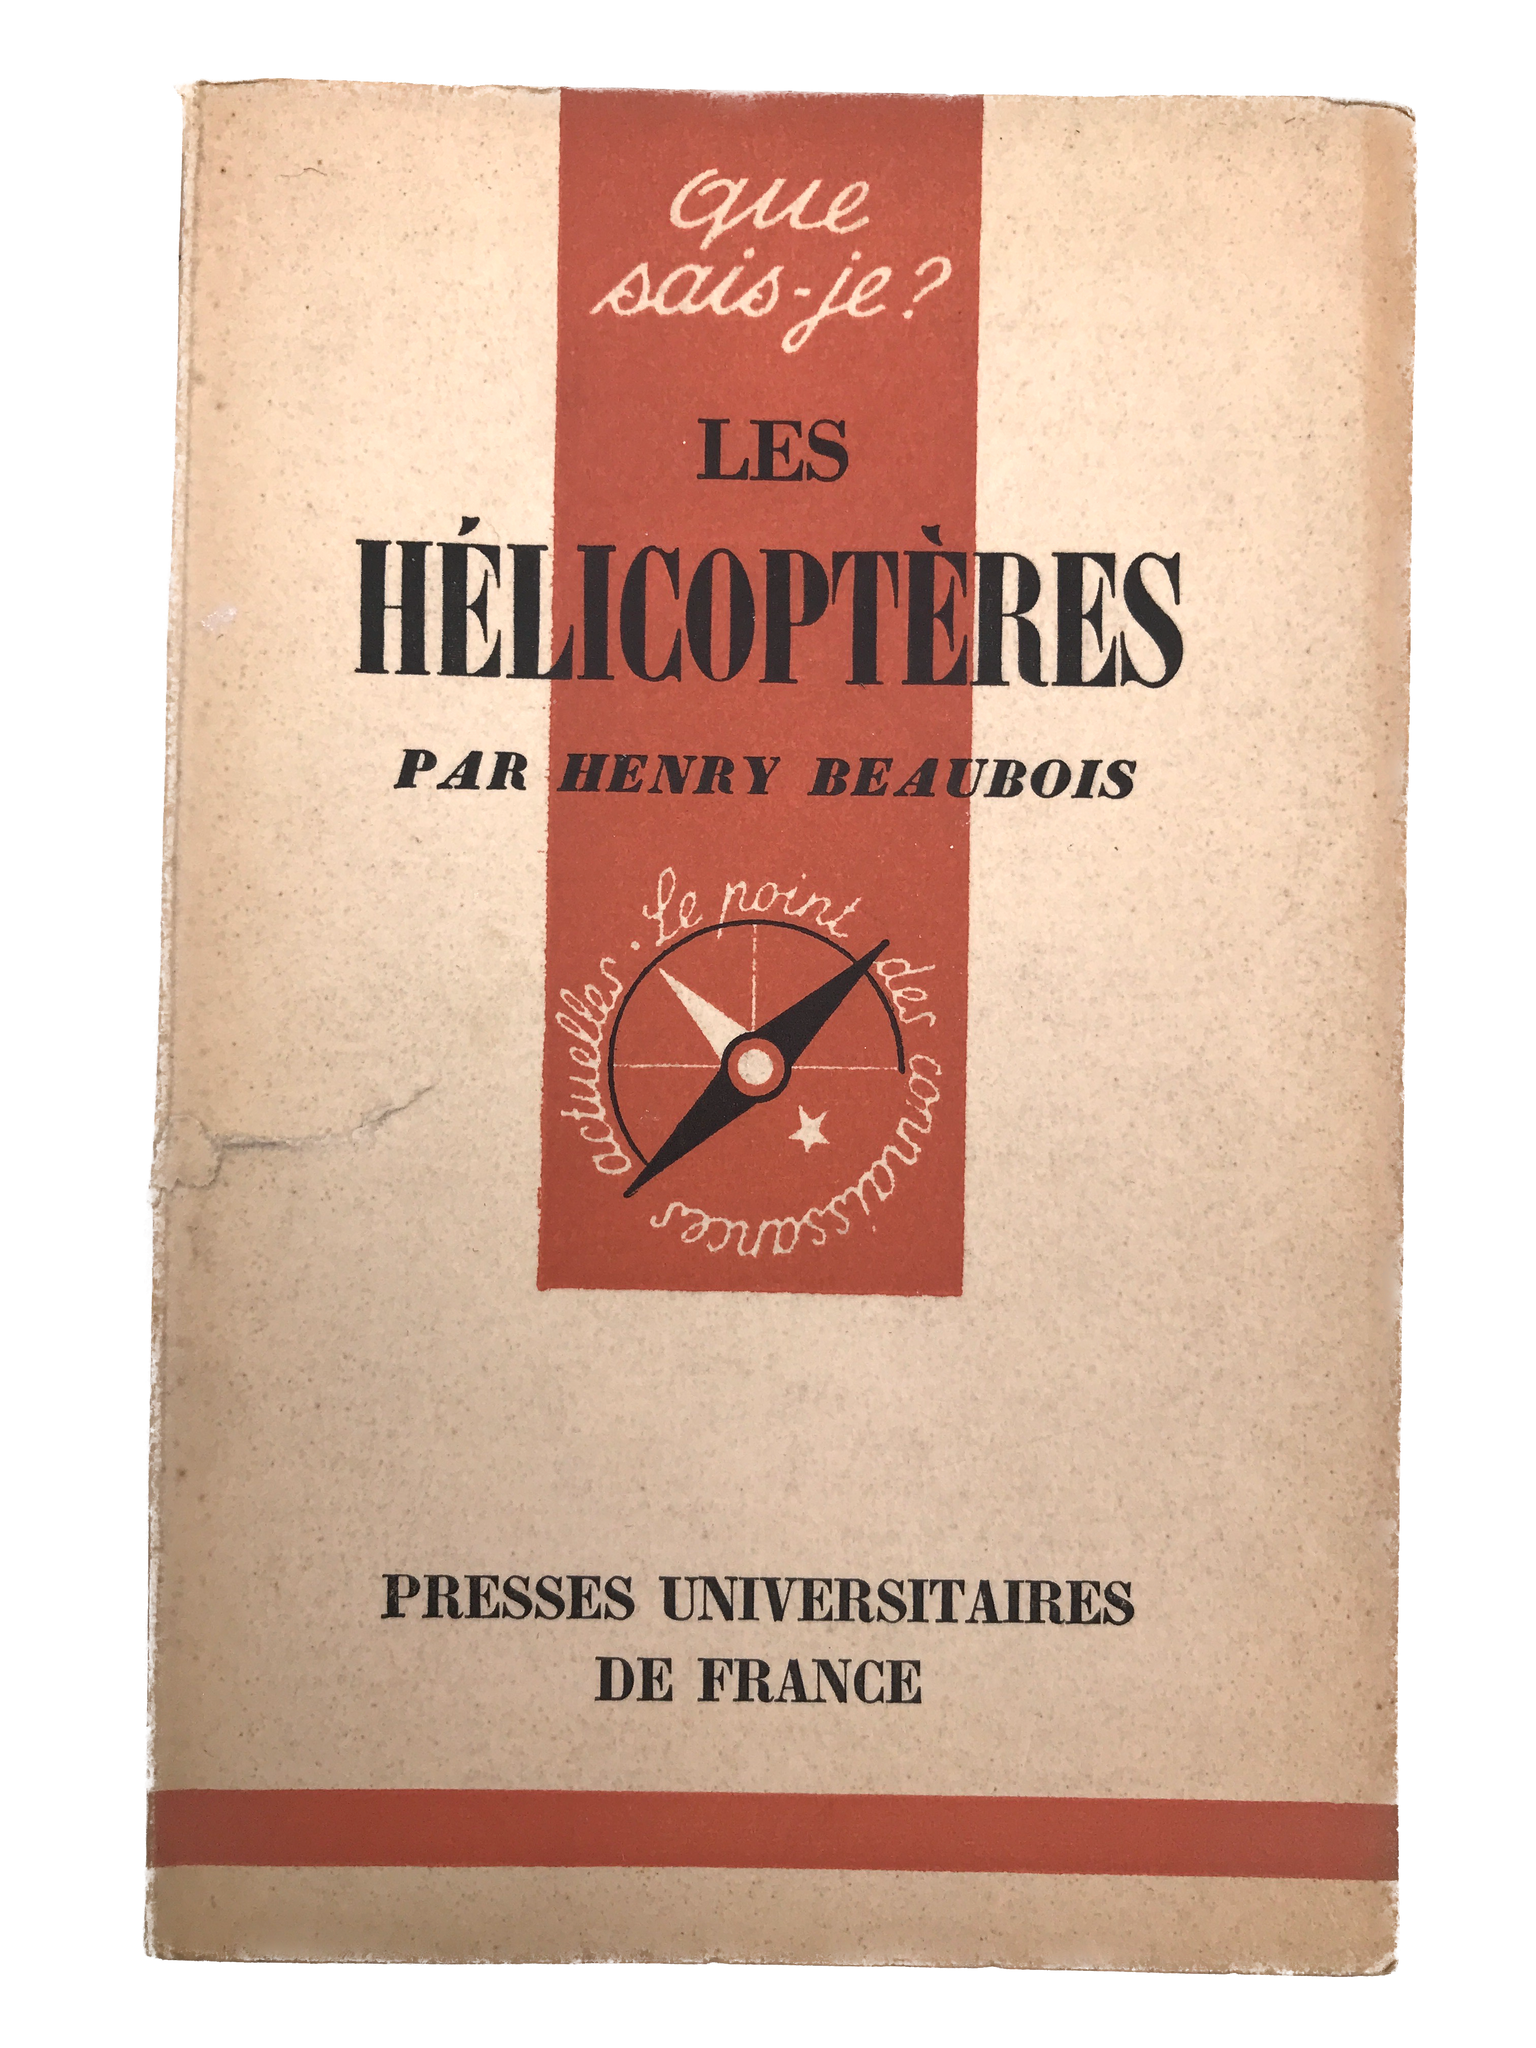 que
sais-je?
LES
HÉLICOPTÈRES
PAR HENRY BEAUBOIS
Le point des connaissances actuelles.
PRESSES UNIVERSITAIRES
DE FRANCE